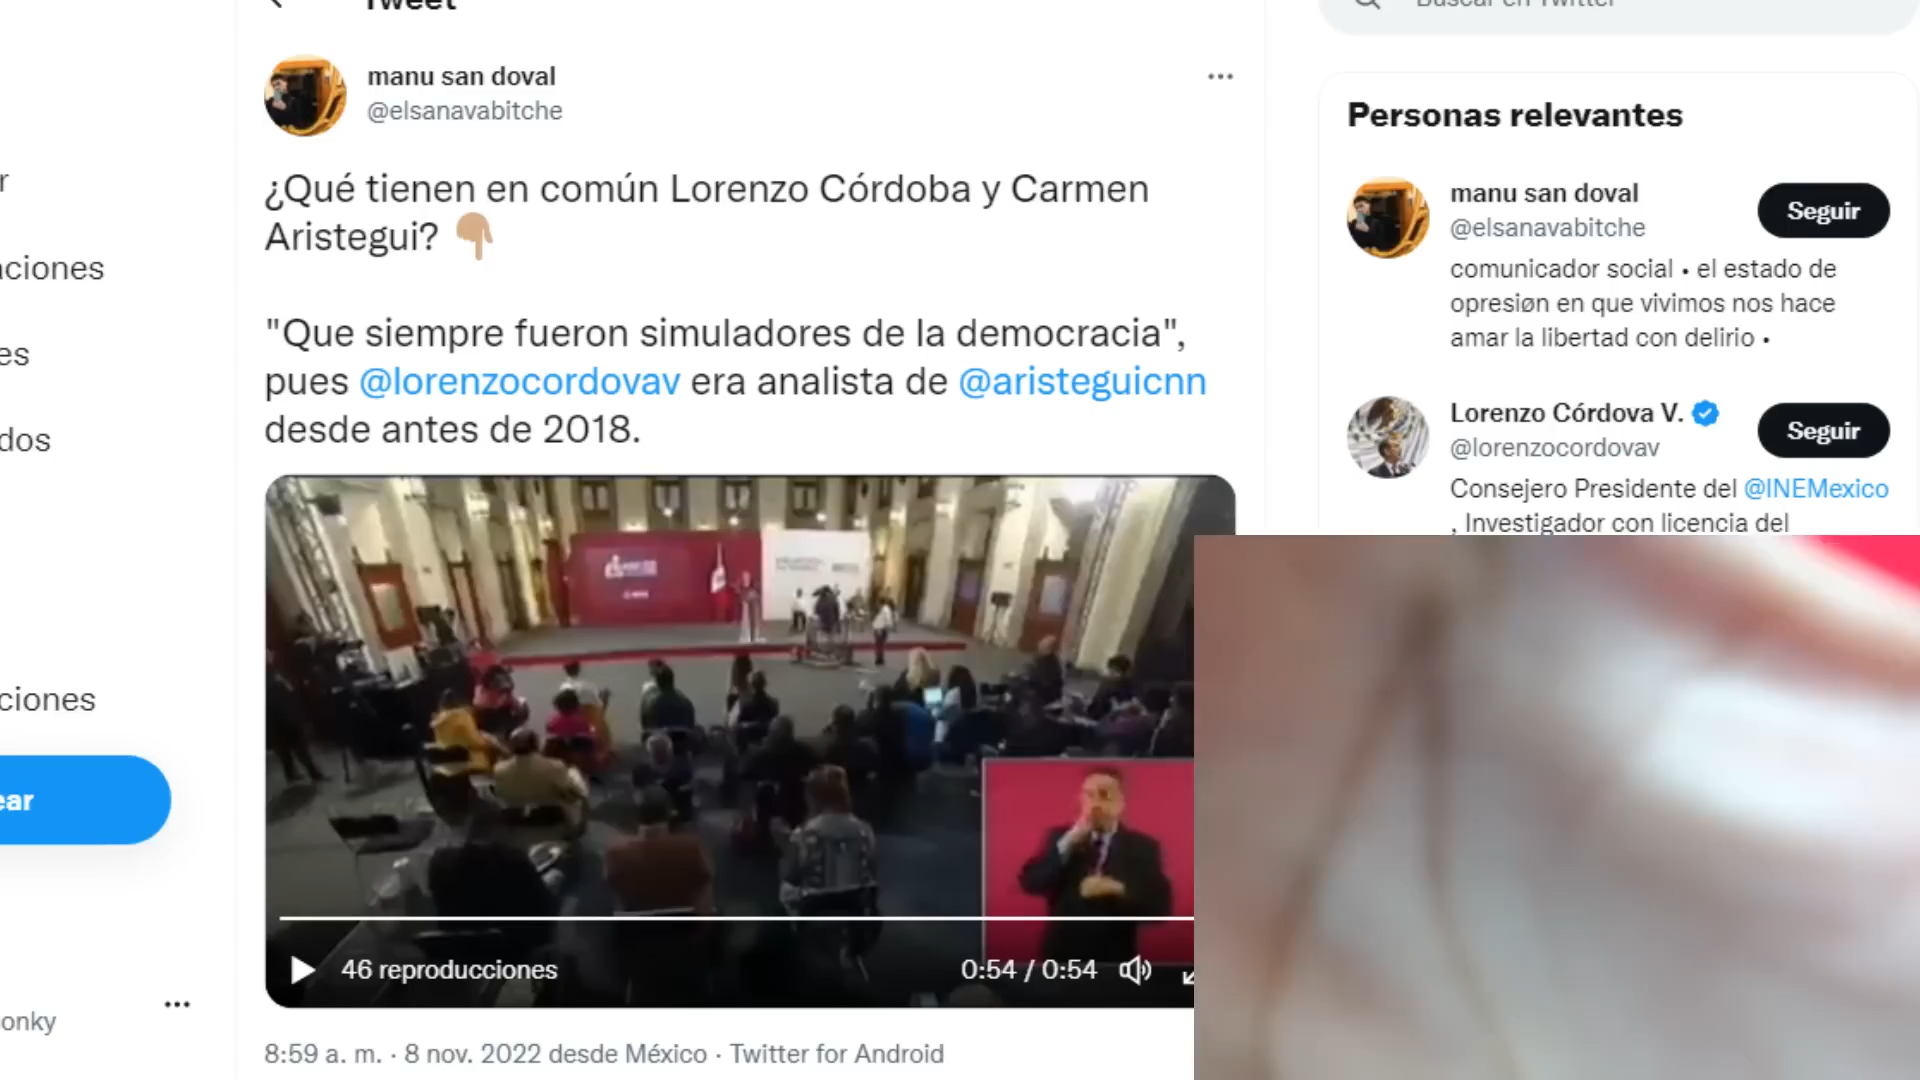 Tweet
Buscar en Twitter
manu san doval
@elsanavabitche
¿Qué tienen en común Lorenzo Córdoba y Carmen
Aristegui? 👇🏽
"Que siempre fueron simuladores de la democracia",
pues @lorenzocordovav era analista de @aristeguicnn
desde antes de 2018.
46 reproducciones
0:54 / 0:54
8:59 a. m. · 8 nov. 2022 desde México · Twitter for Android
Personas relevantes
manu san doval
Seguir
@elsanavabitche
comunicador social • el estado de
opresiøn en que vivimos nos hace
amar la libertad con delirio •
Lorenzo Córdova V.
Seguir
@lorenzocordovav
Consejero Presidente del @INEMexico
, Investigador con licencia del
r
aciones
es
dos
ciones
ear
onky